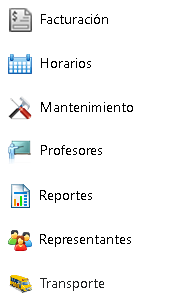 Facturación
Horarios
Mantenimiento
Profesores
Reportes
Representantes
Transporte